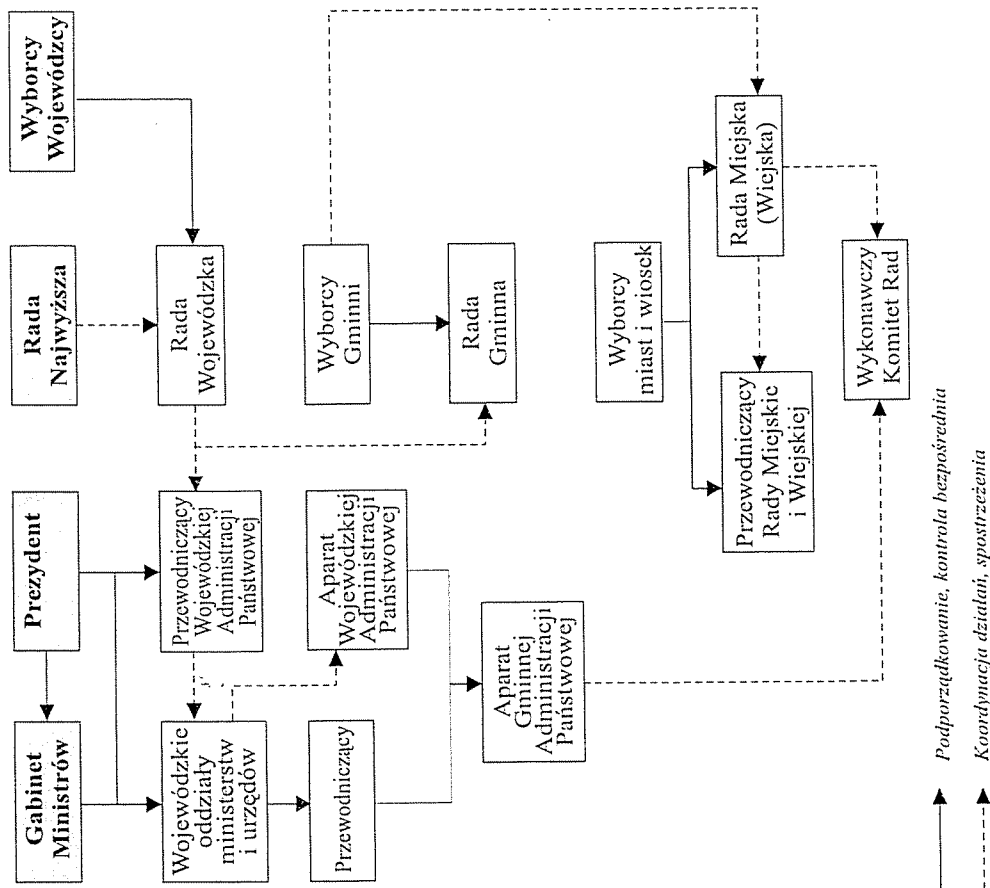 Gabinet
Ministrów
Prezydent
Rada
Najwyższa
Wyborcy
Wojewódzcy
Wojewódzkie
oddziały
ministerstw
i urzędów
Przewodniczący
Wojewódzkiej
Administracji
Państwowej
Rada
Wojewódzka
Przewodniczący
Aparat
Wojewódzkiej
Administracji
Państwowej
Wyborcy
Gminni
Rada
Gminna
Aparat
Gminnej
Administracji
Państwowej
Wyborcy
miast i wiosek
Przewodniczący
Rady Miejskie
i Wiejskiej
Rada Miejska
(Wiejska)
Wykonawczy
Komitet Rad
Podporządkowanie, kontrola bezpośrednia
Koordynacja działań, spostrzeżenia